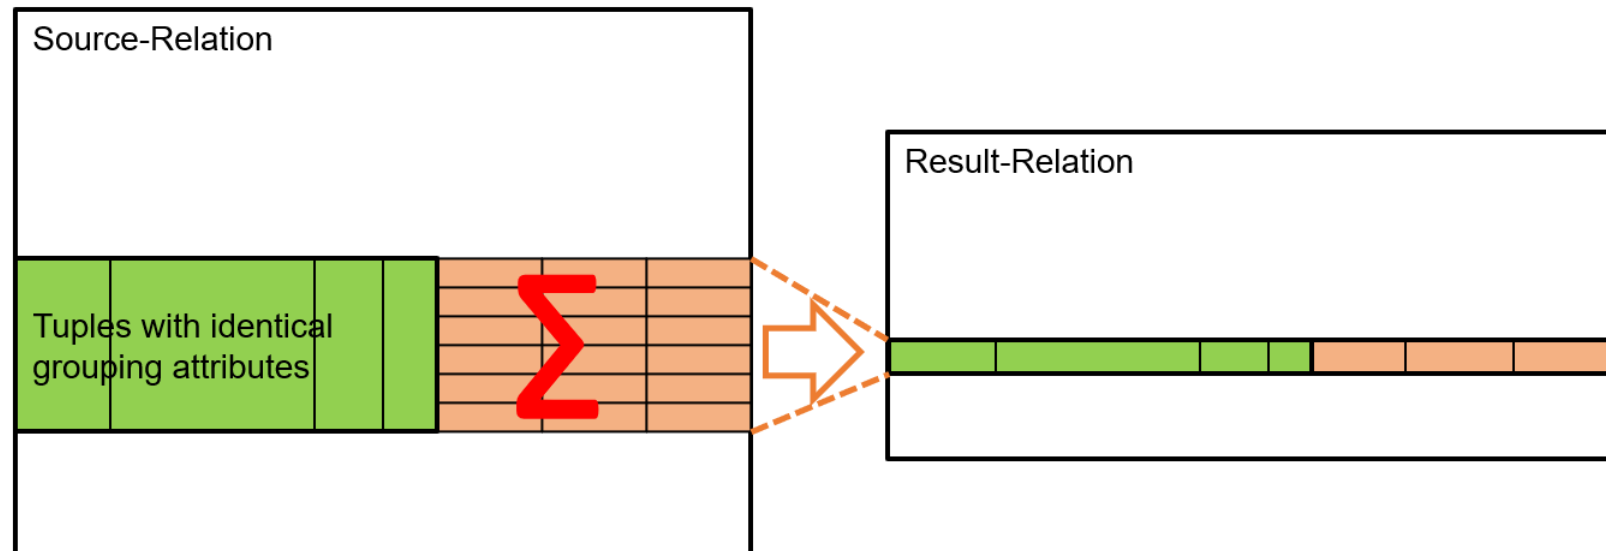 Source-Relation
Result-Relation
Tuples with identical
grouping attributes
Σ